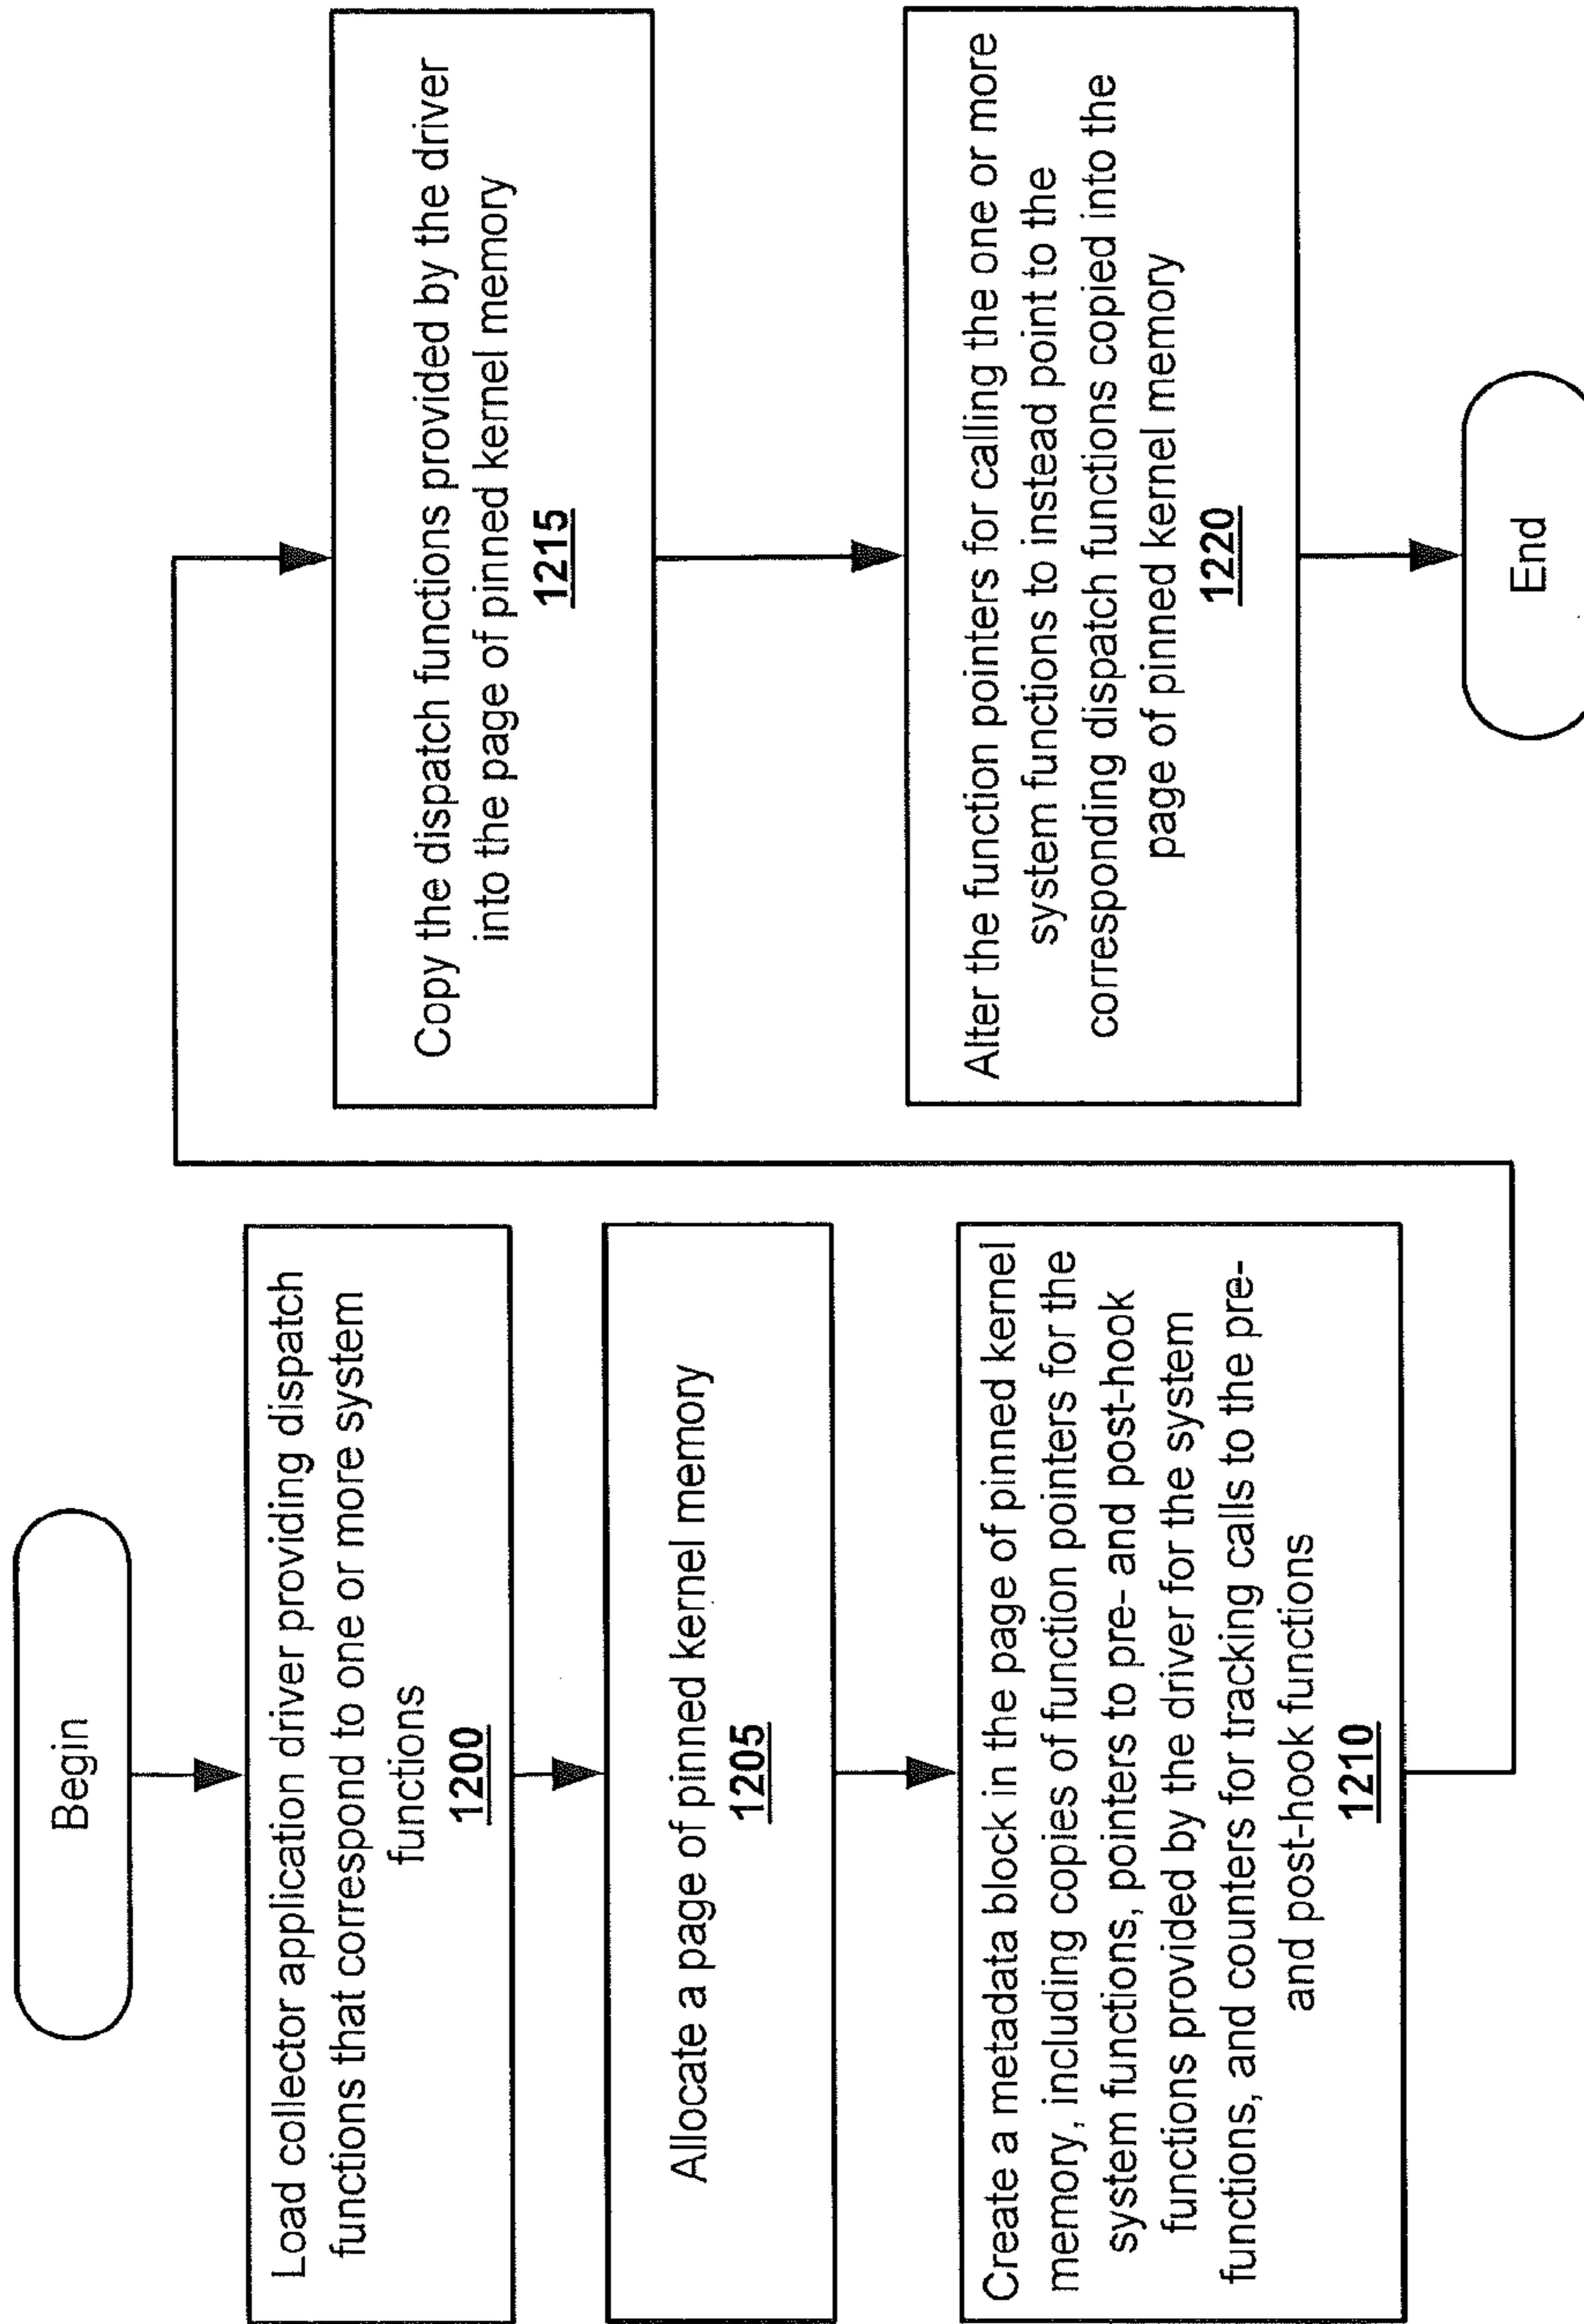 Begin
Load collector application driver providing dispatch
functions that correspond to one or more system
functions
1200
Allocate a page of pinned kernel memory
1205
Create a metadata block in the page of pinned kernel
memory, including copies of function pointers for the
system functions, pointers to pre- and post-hook
functions provided by the driver for the system
functions, and counters for tracking calls to the pre-
and post-hook functions
1210
Copy the dispatch functions provided by the driver
into the page of pinned kernel memory
1215
Alter the function pointers for calling the one or more
system functions to instead point to the
corresponding dispatch functions copied into the
page of pinned kernel memory
1220
End